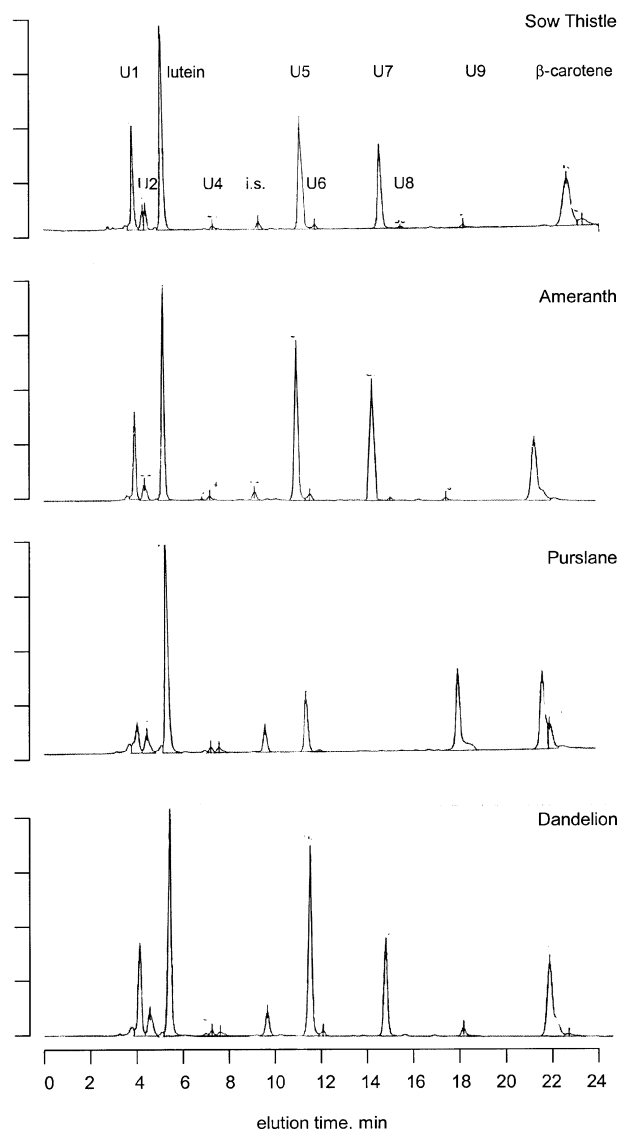 Sow Thistle
U1 lutein U5 U7 U9 β-carotene
U2 U4 i.s. U6 U8
Ameranth
Purslane
Dandelion
0 2 4 6 8 10 12 14 16 18 20 22 24
elution time, min